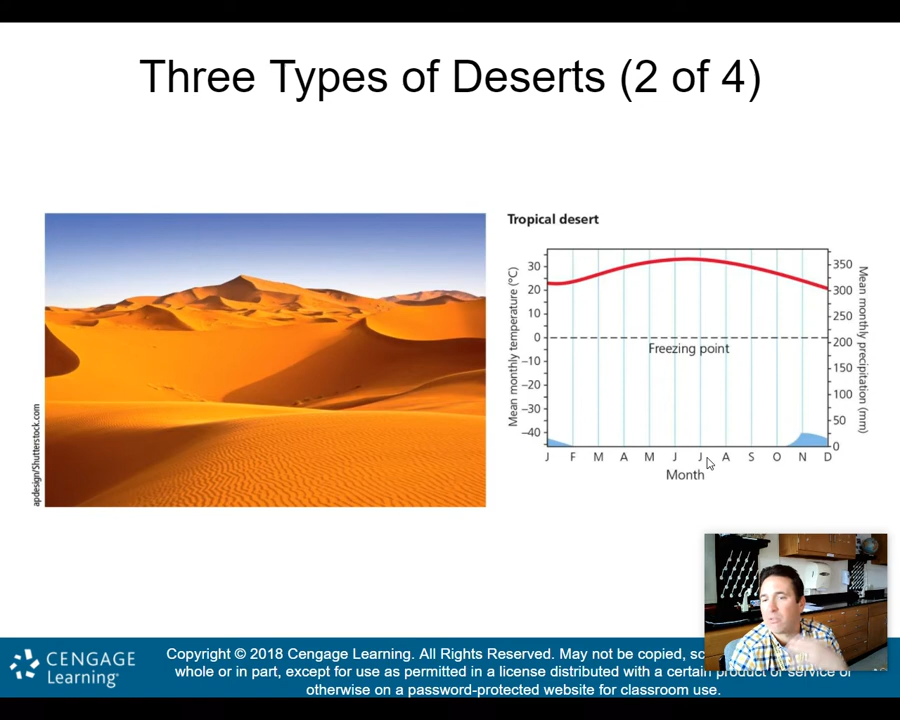 Three Types of Deserts (2 of 4)
apdesign/Shutterstock.com
Tropical desert
Mean monthly temperature (°C)
30
20
10
0
–10
–20
–30
–40
Freezing point
350
300
250
200
150
100
50
0
Mean monthly precipitation (mm)
J F M A M J J A S O N D
Month
CENGAGE
Learning
Copyright © 2018 Cengage Learning. All Rights Reserved. May not be copied,
whole or in part, except for use as permitted in a license distributed with a certain product or service or
otherwise on a password-protected website for classroom use.